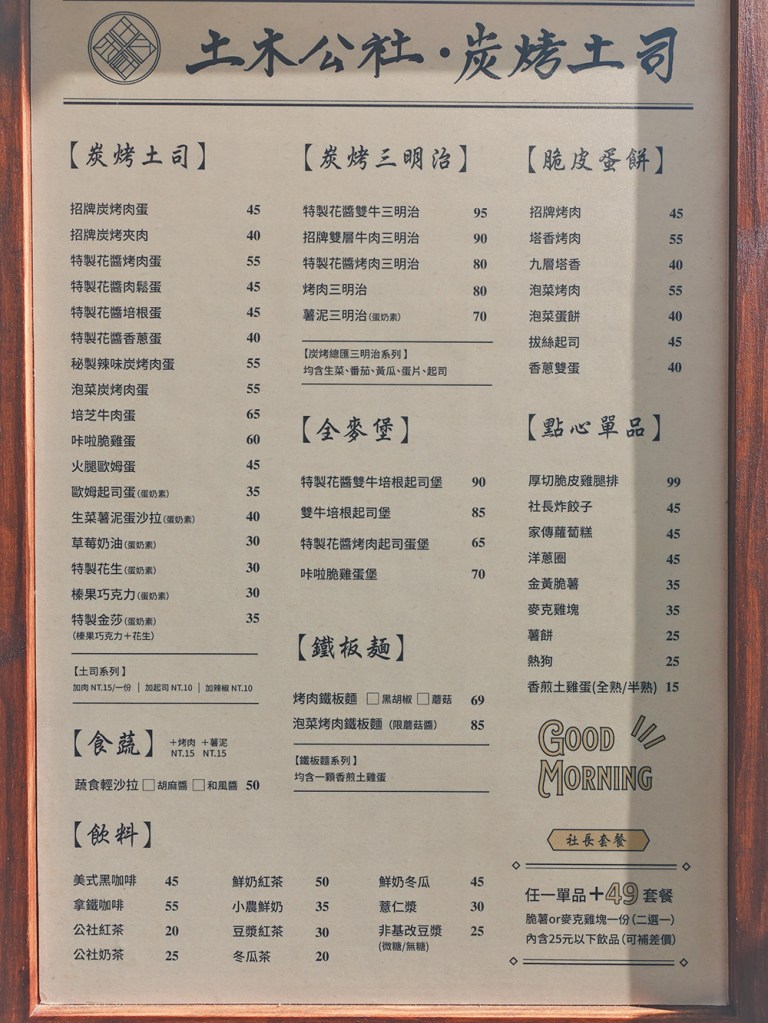 土木公社·炭烤土司
【炭烤土司】
招牌炭烤肉蛋 45
招牌炭烤夾肉 40
特製花醬烤肉蛋 55
特製花醬肉鬆蛋 45
特製花醬培根蛋 45
特製花醬香蔥蛋 40
秘製辣味炭烤肉蛋 55
泡菜炭烤肉蛋 55
培芝牛肉蛋 65
咔啦脆雞蛋 60
火腿歐姆蛋 45
歐姆起司蛋(蛋奶素) 35
生菜薯泥蛋沙拉(蛋奶素) 40
草莓奶油(蛋奶素) 30
特製花生(蛋奶素) 30
榛果巧克力(蛋奶素) 30
特製金莎(蛋奶素) 35
(榛果巧克力+花生)
【土司系列】
加肉 NT.15/一份 | 加起司 NT.10 | 加辣椒 NT.10
【食蔬】 +烤肉 +薯泥
NT.15 NT.15
蔬食輕沙拉 □胡麻醬 □和風醬 50
【炭烤三明治】
特製花醬雙牛三明治 95
招牌雙層牛肉三明治 90
特製花醬烤肉三明治 80
烤肉三明治 80
薯泥三明治(蛋奶素) 70
【炭烤總匯三明治系列】
均含生菜、番茄、黃瓜、蛋片、起司
【全麥堡】
特製花醬雙牛培根起司堡 90
雙牛培根起司堡 85
特製花醬烤肉起司蛋堡 65
咔啦脆雞蛋堡 70
【鐵板麵】
烤肉鐵板麵 □黑胡椒 □蘑菇 69
泡菜烤肉鐵板麵 (限蘑菇醬) 85
【鐵板麵系列】
均含一顆香煎土雞蛋
【脆皮蛋餅】
招牌烤肉 45
塔香烤肉 55
九層塔香 40
泡菜烤肉 55
泡菜蛋餅 40
拔絲起司 45
香蔥雙蛋 40
【點心單品】
厚切脆皮雞腿排 99
社長炸餃子 45
家傳蘿蔔糕 45
洋蔥圈 45
金黃脆薯 35
麥克雞塊 35
薯餅 25
熱狗 25
香煎土雞蛋(全熟/半熟) 15
GOOD
MORNING
【飲料】
美式黑咖啡 45
拿鐵咖啡 55
公社紅茶 20
公社奶茶 25
鮮奶紅茶 50
小農鮮奶 35
豆漿紅茶 30
冬瓜茶 20
鮮奶冬瓜 45
薏仁漿 30
非基改豆漿 25
(微糖/無糖)
社長套餐
任一單品+49 套餐
脆薯or麥克雞塊一份(二選一)
內含25元以下飲品(可補差價)